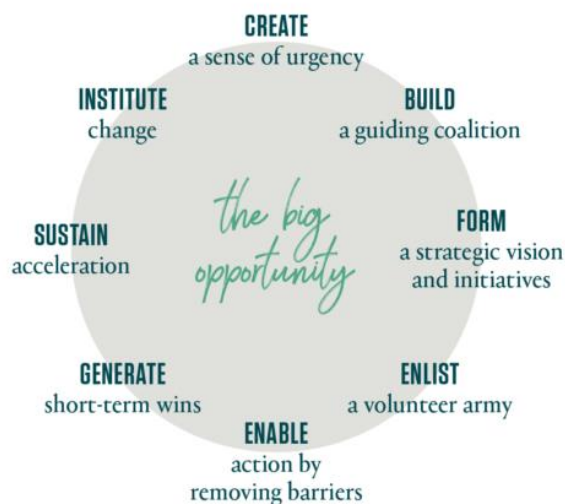 CREATE
a sense of urgency
BUILD
a guiding coalition
FORM
a strategic vision
and initiatives
ENLIST
a volunteer army
ENABLE
action by
removing barriers
GENERATE
short-term wins
SUSTAIN
acceleration
INSTITUTE
change
the big
opportunity